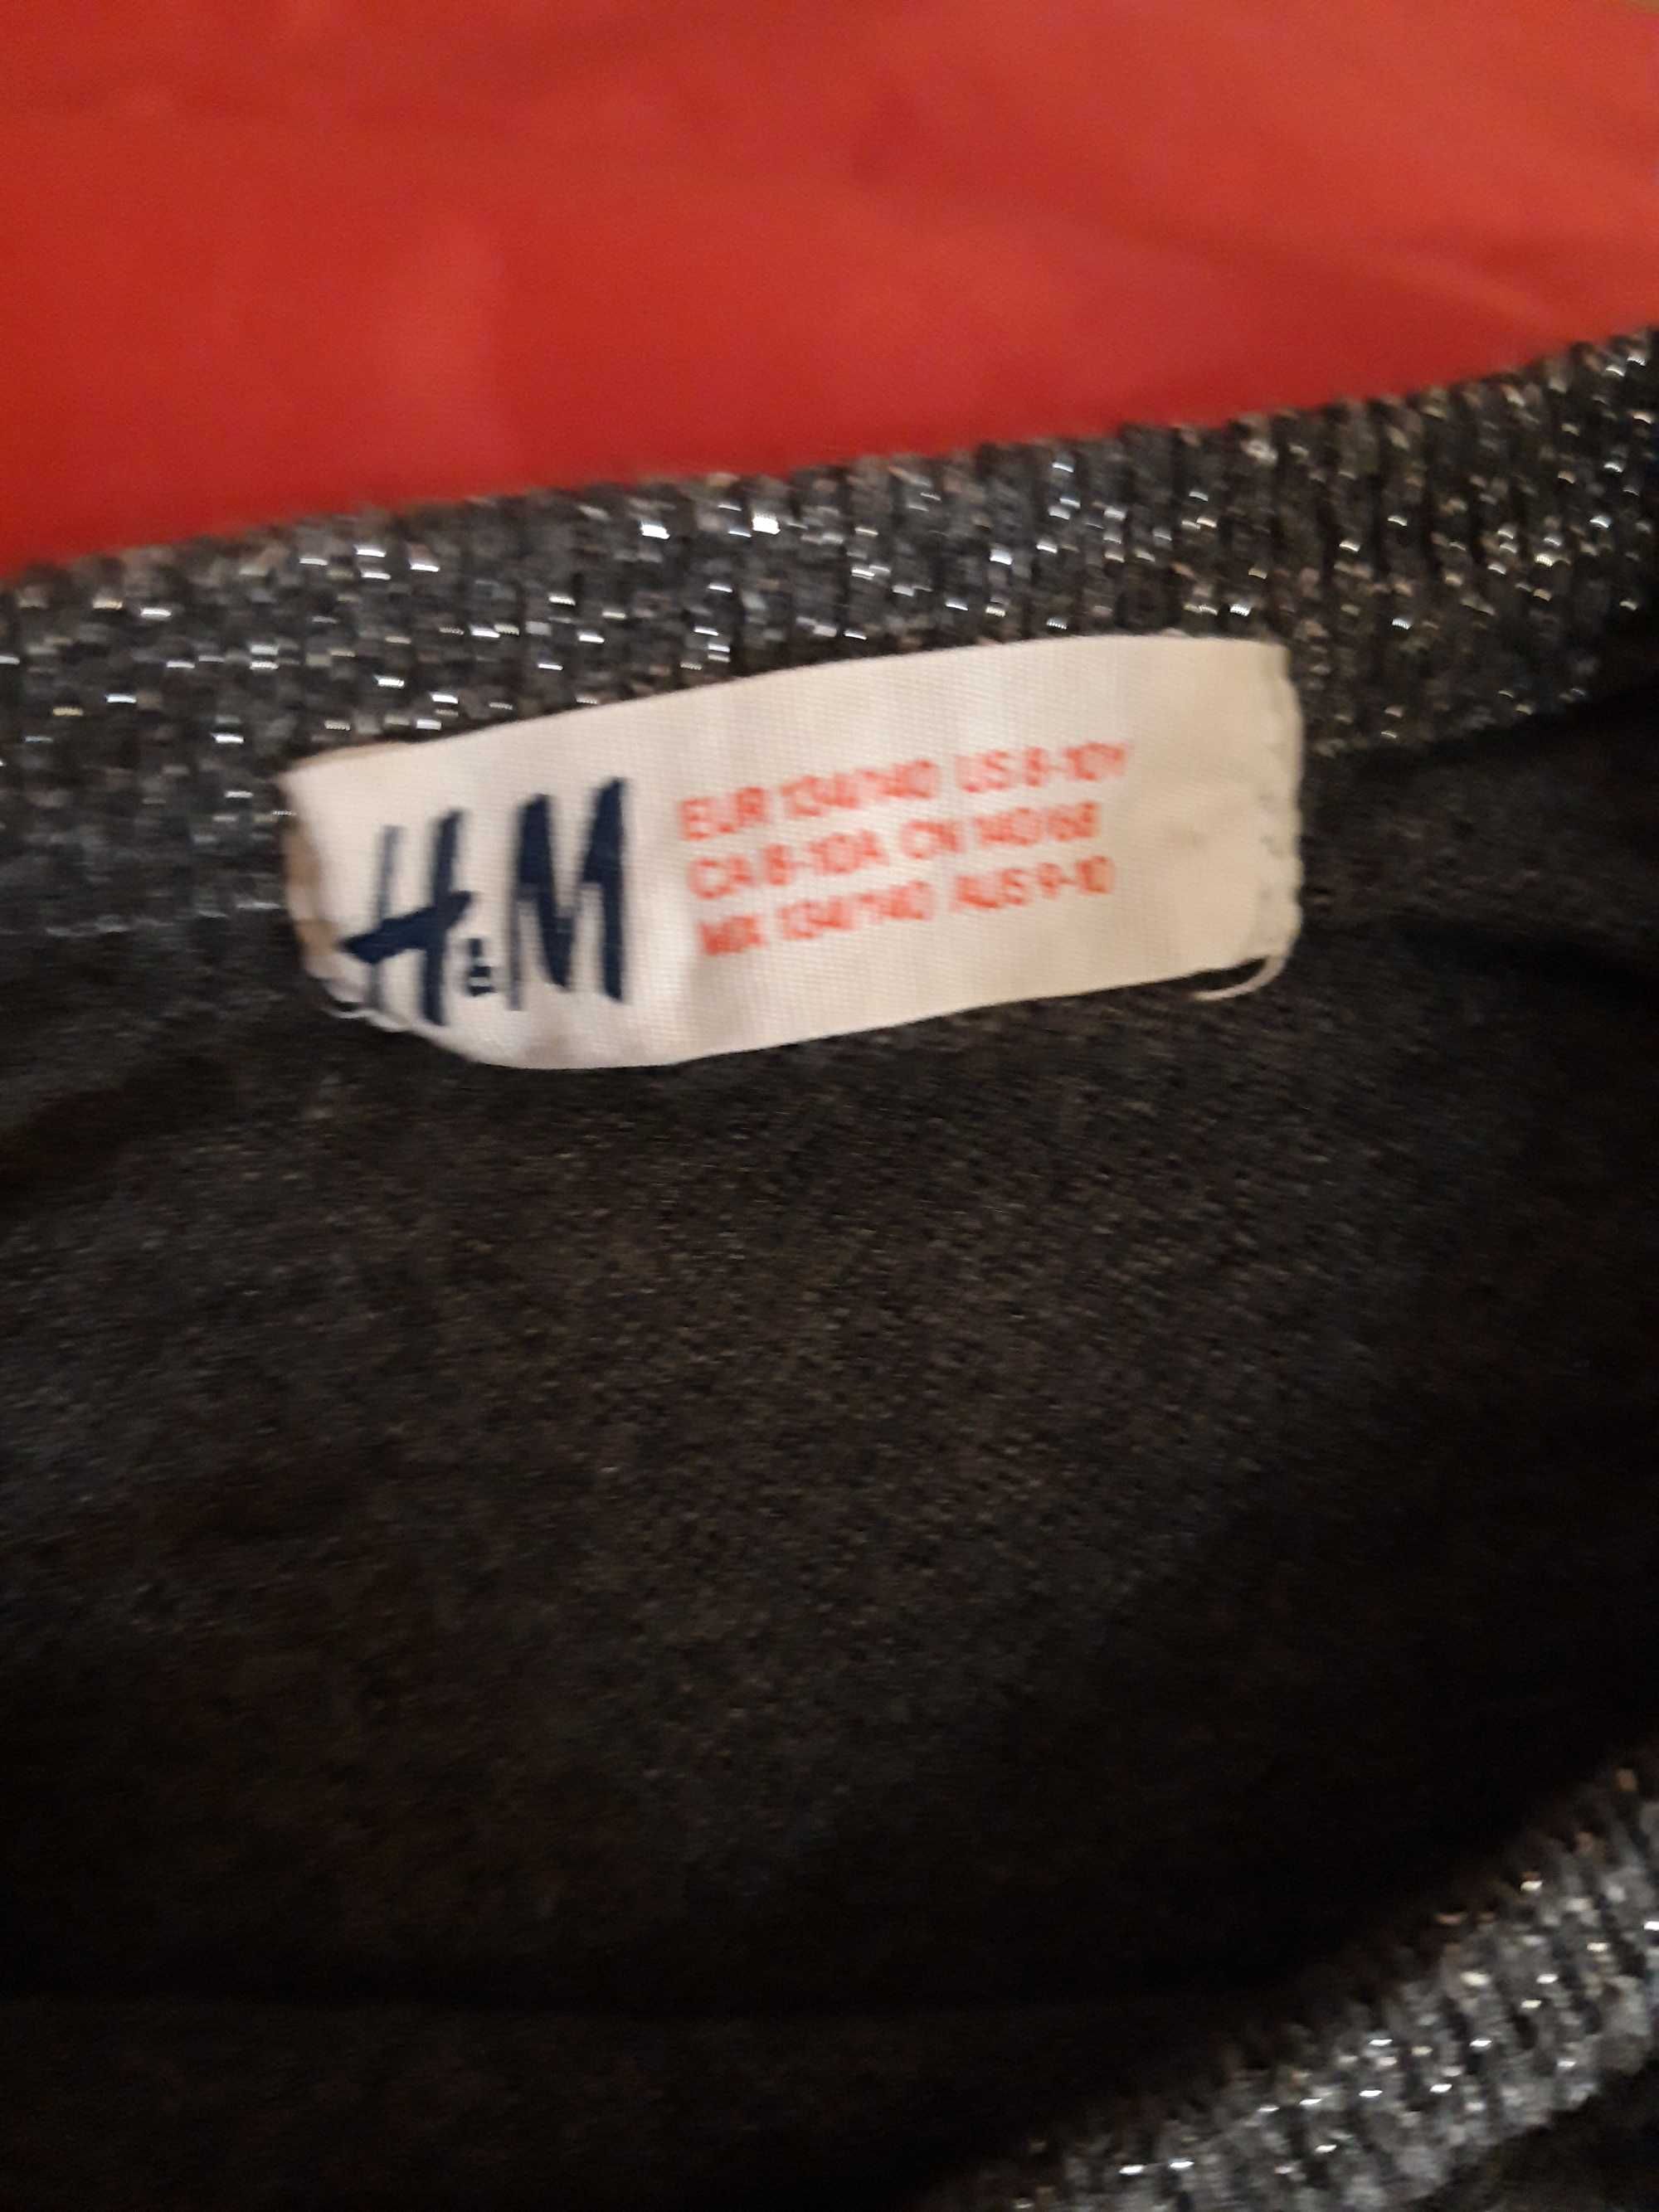 H&M
EUR 134/140 US 8-10Y
CA 8-10A CN 140/68
MX 134/140 AUS 9-10